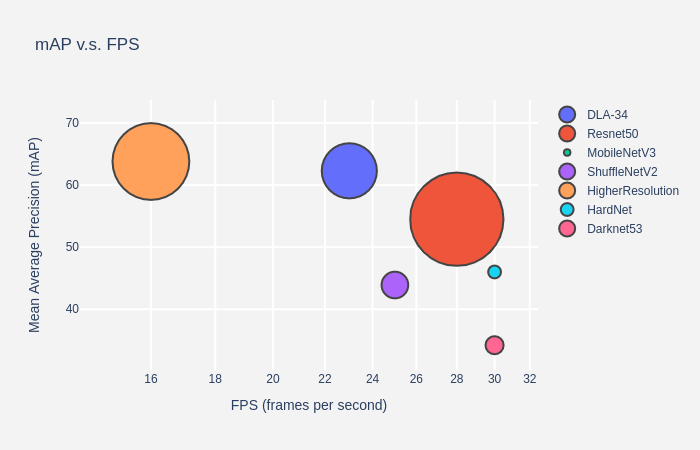 mAP v.s. FPS
Mean Average Precision (mAP)
70
60
50
40
16 18 20 22 24 26 28 30 32
FPS (frames per second)
DLA-34
Resnet50
MobileNetV3
ShuffleNetV2
HigherResolution
HardNet
Darknet53